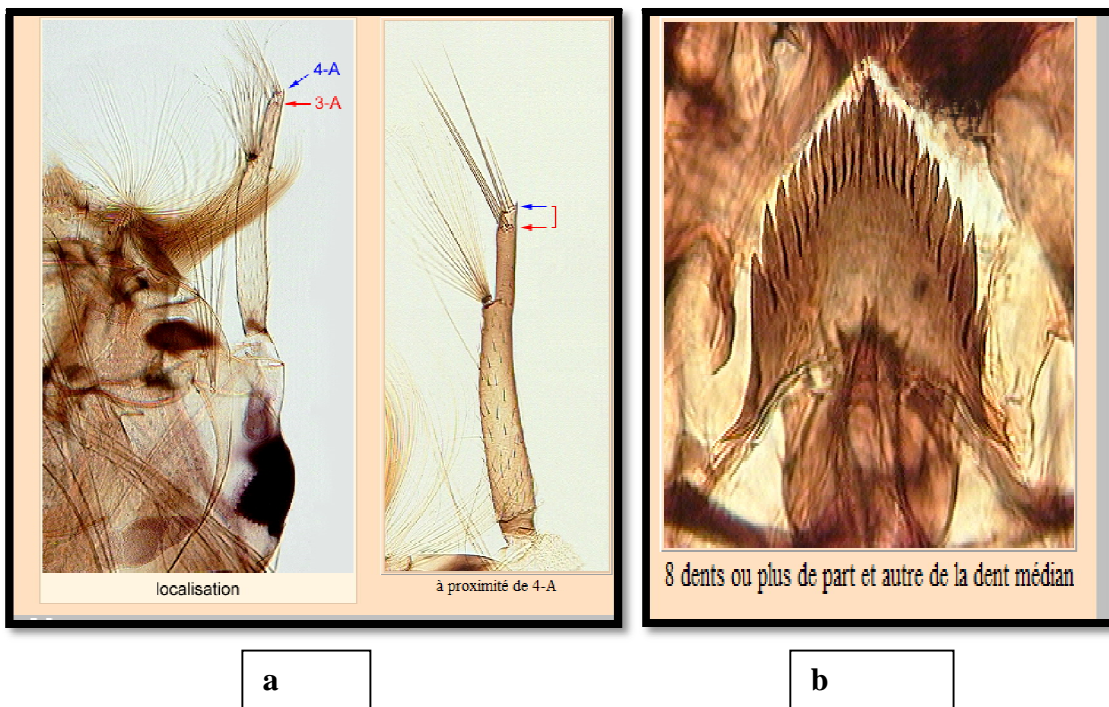 4-A
3-A
localisation
à proximité de 4-A
8 dents ou plus de part et autre de la dent médian
a
b